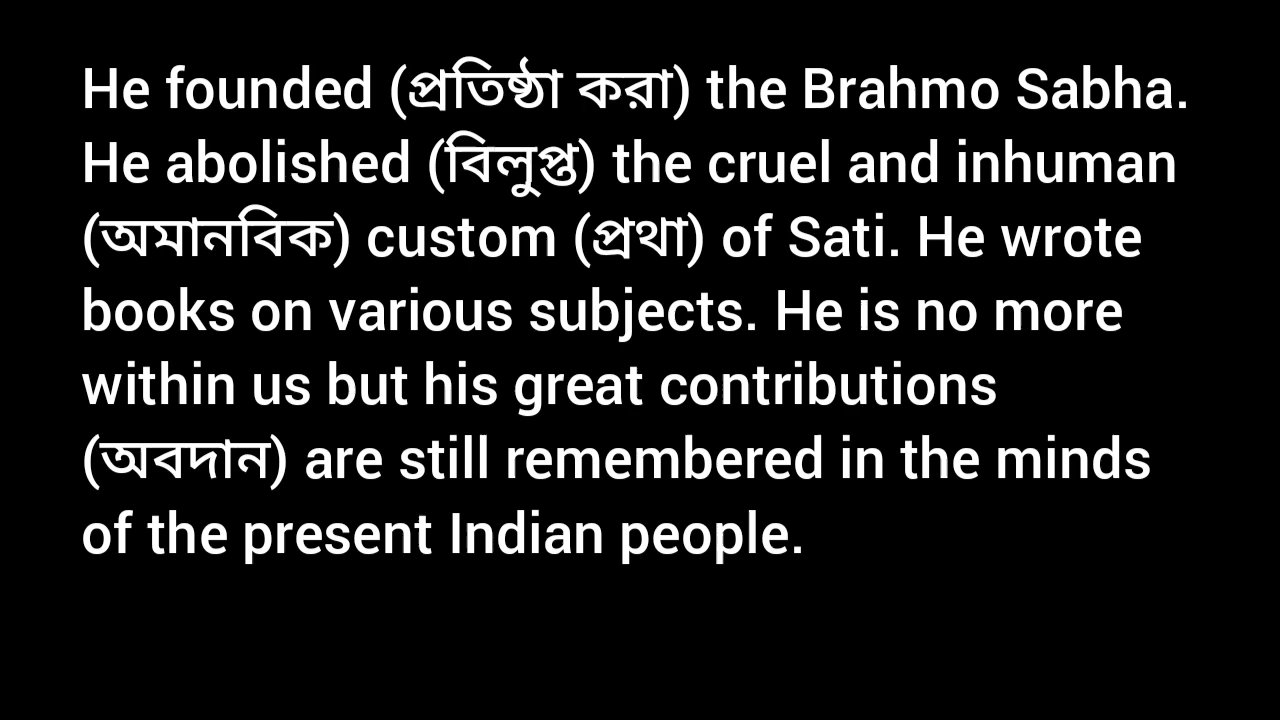 He founded (প্রতিষ্ঠা করা) the Brahmo Sabha.
He abolished (বিলুপ্ত) the cruel and inhuman
(অমানবিক) custom (প্রথা) of Sati. He wrote
books on various subjects. He is no more
within us but his great contributions
(অবদান) are still remembered in the minds
of the present Indian people.